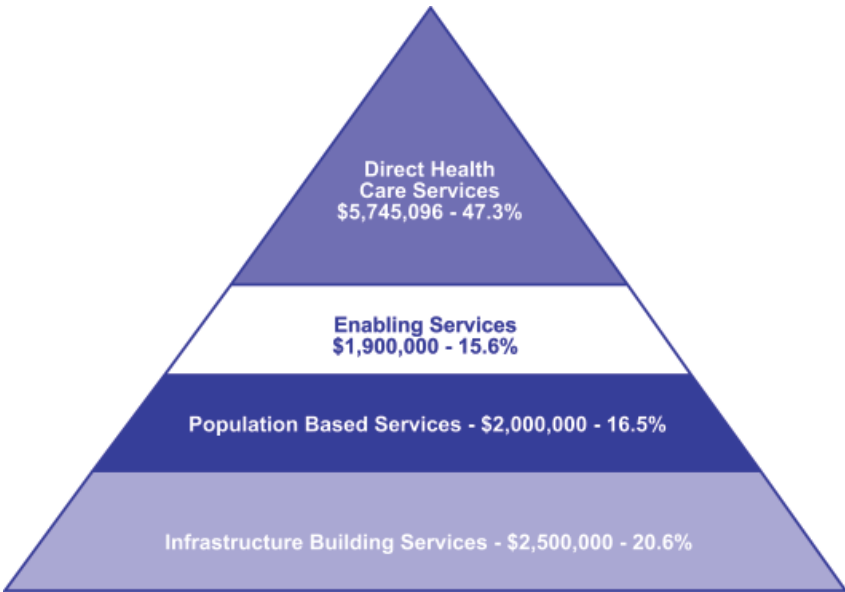 Direct Health
Care Services
$5,745,096 - 47.3%
Enabling Services
$1,900,000 - 15.6%
Population Based Services - $2,000,000 - 16.5%
Infrastructure Building Services - $2,500,000 - 20.6%